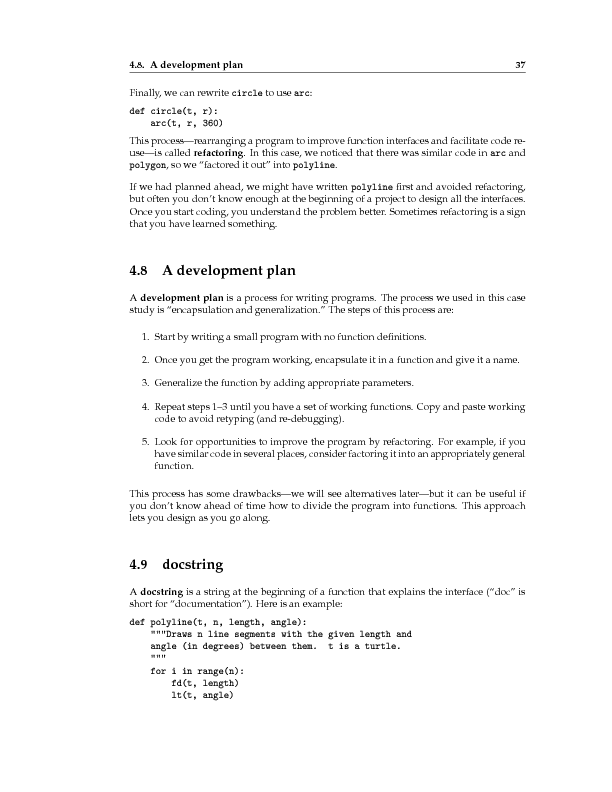 4.8. A development plan 37
Finally, we can rewrite circle to use arc:
def circle(t, r):
    arc(t, r, 360)
This process—rearranging a program to improve function interfaces and facilitate code re-
use—is called refactoring. In this case, we noticed that there was similar code in arc and
polygon, so we “factored it out” into polyline.
If we had planned ahead, we might have written polyline first and avoided refactoring,
but often you don’t know enough at the beginning of a project to design all the interfaces.
Once you start coding, you understand the problem better. Sometimes refactoring is a sign
that you have learned something.
4.8 A development plan
A development plan is a process for writing programs. The process we used in this case
study is “encapsulation and generalization.” The steps of this process are:
1. Start by writing a small program with no function definitions.
2. Once you get the program working, encapsulate it in a function and give it a name.
3. Generalize the function by adding appropriate parameters.
4. Repeat steps 1–3 until you have a set of working functions. Copy and paste working
code to avoid retyping (and re-debugging).
5. Look for opportunities to improve the program by refactoring. For example, if you
have similar code in several places, consider factoring it into an appropriately general
function.
This process has some drawbacks—we will see alternatives later—but it can be useful if
you don’t know ahead of time how to divide the program into functions. This approach
lets you design as you go along.
4.9 docstring
A docstring is a string at the beginning of a function that explains the interface (“doc” is
short for “documentation”). Here is an example:
def polyline(t, n, length, angle):
    """Draws n line segments with the given length and
    angle (in degrees) between them.  t is a turtle.
    """
    for i in range(n):
        fd(t, length)
        lt(t, angle)